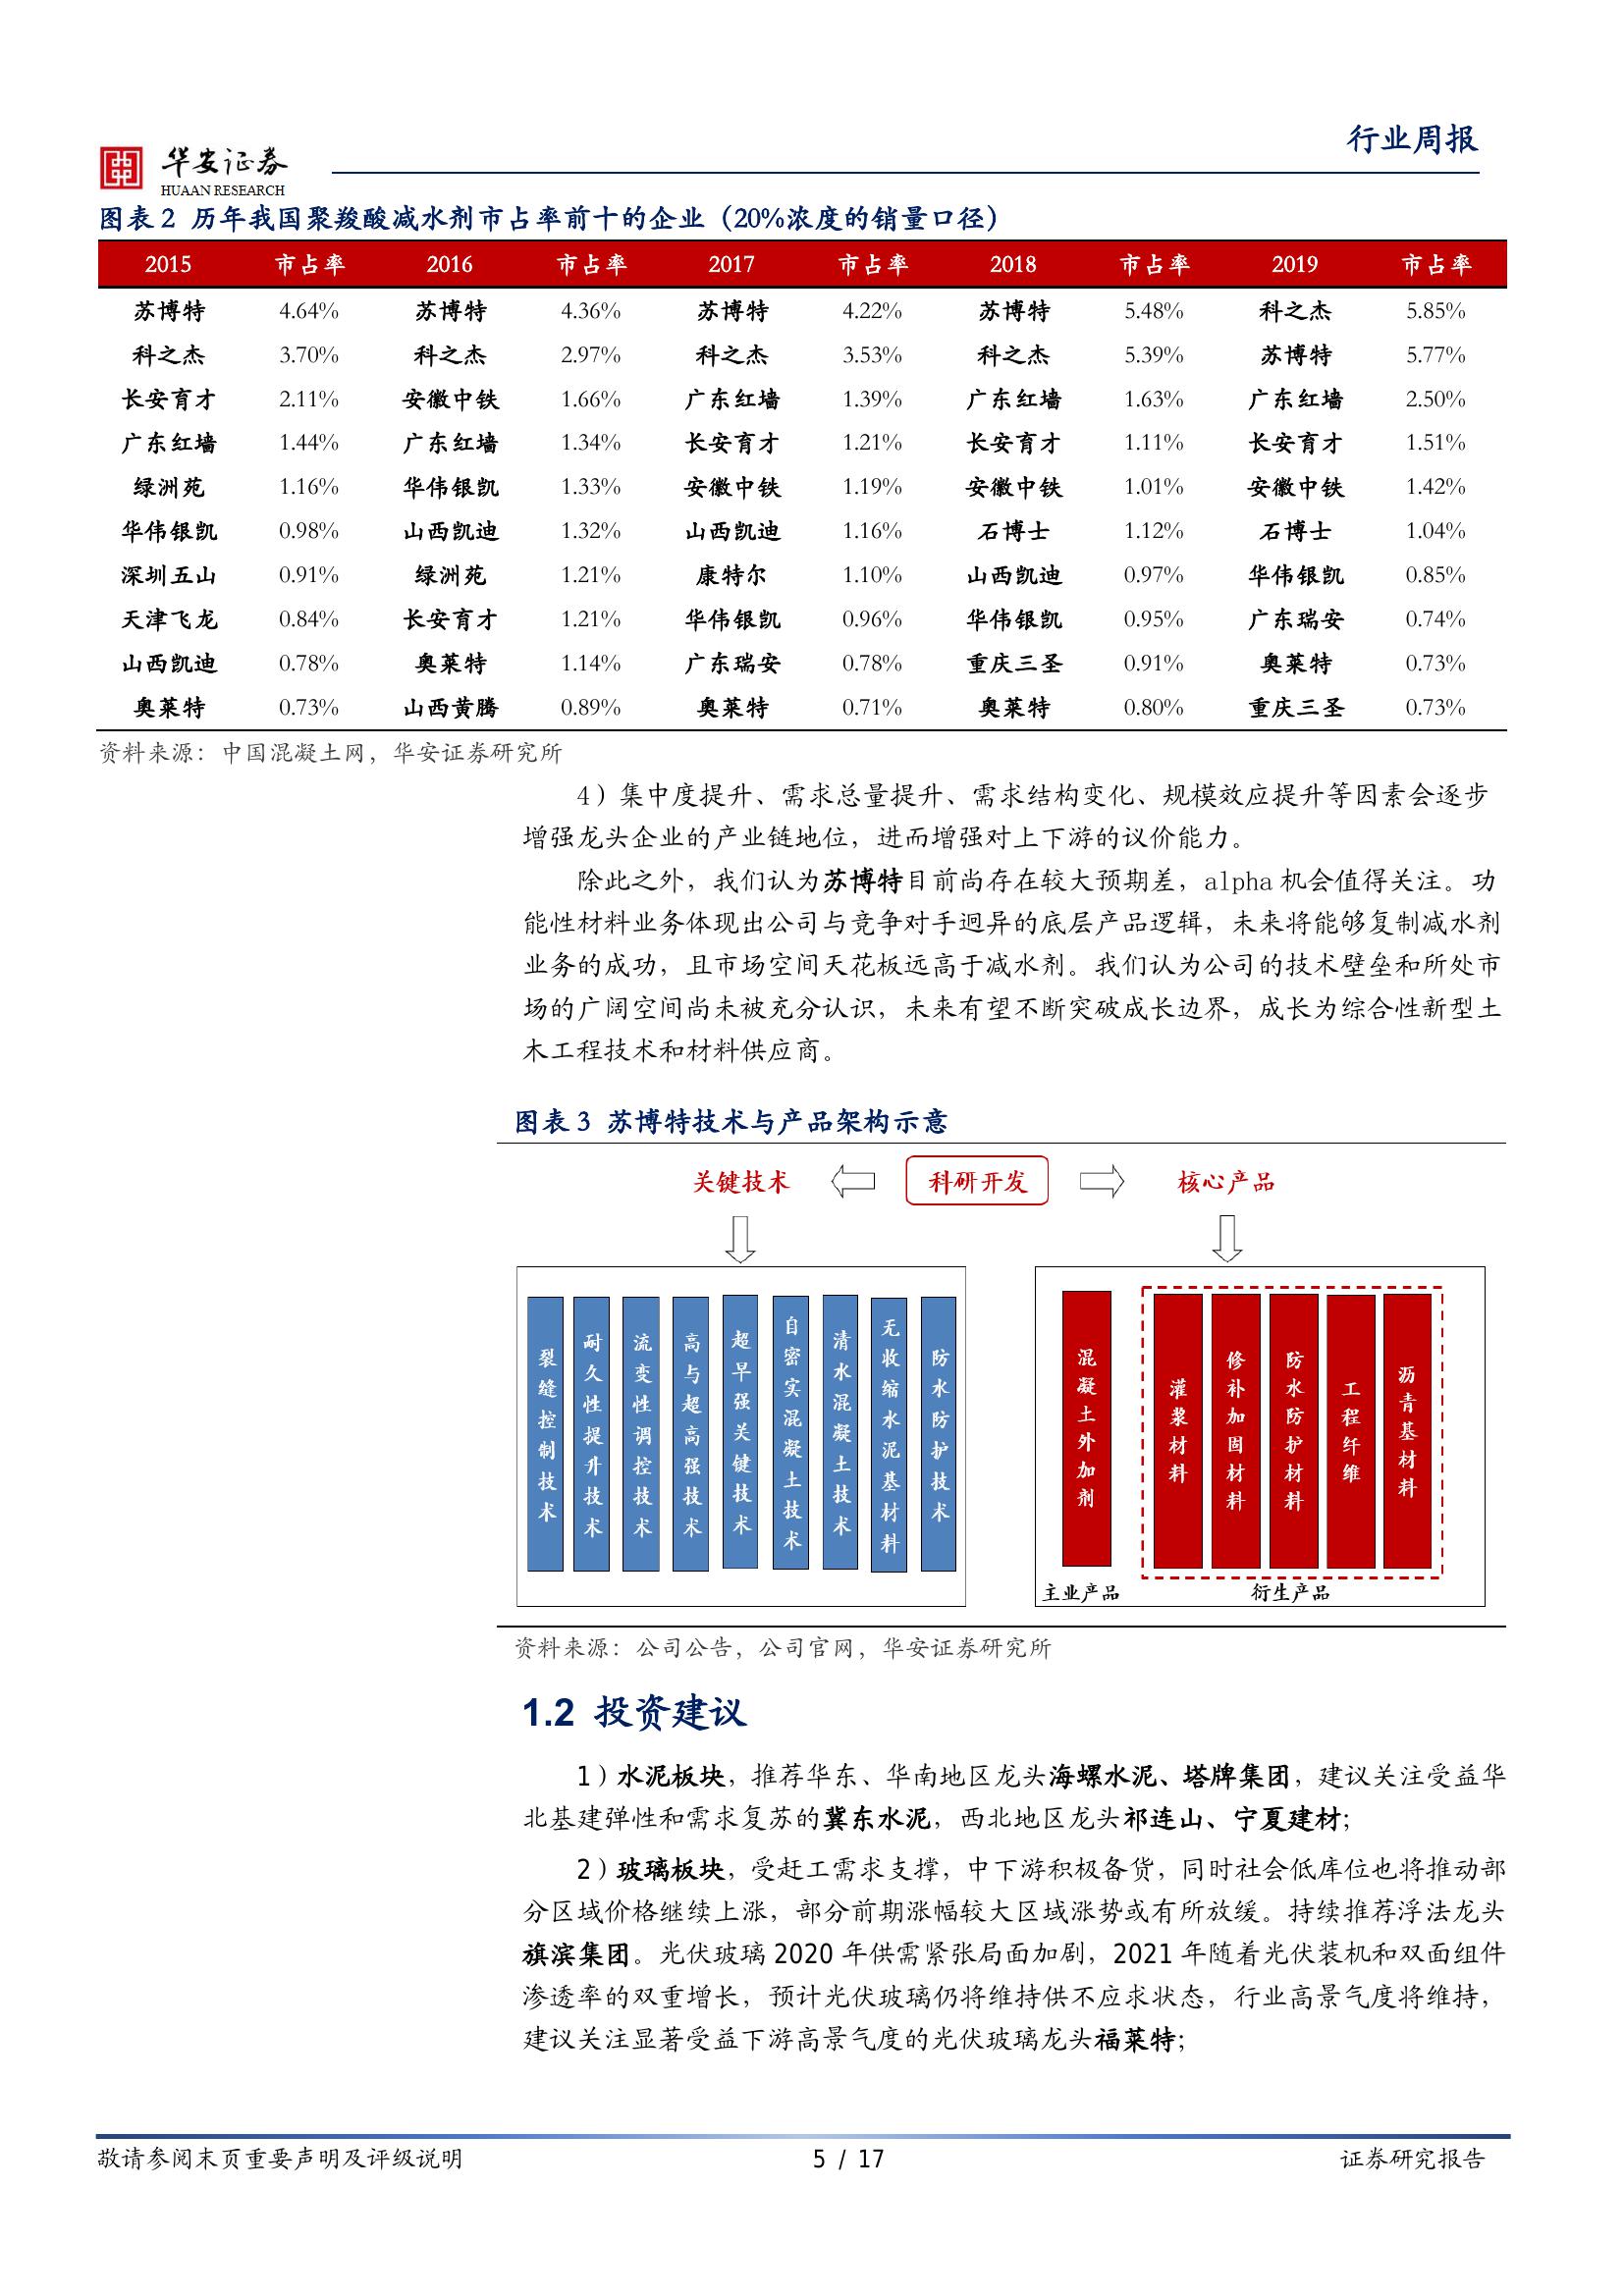 行业周报
华安证券
HUAAN RESEARCH
图表2 历年我国聚羧酸减水剂市占率前十的企业（20%浓度的销量口径）
2015 市占率 2016 市占率 2017 市占率 2018 市占率 2019 市占率
苏博特 4.64% 苏博特 4.36% 苏博特 4.22% 苏博特 5.48% 科之杰 5.85%
科之杰 3.70% 科之杰 2.97% 科之杰 3.53% 科之杰 5.39% 苏博特 5.77%
长安育才 2.11% 安徽中铁 1.66% 广东红墙 1.39% 广东红墙 1.63% 广东红墙 2.50%
广东红墙 1.44% 广东红墙 1.34% 长安育才 1.21% 长安育才 1.11% 长安育才 1.51%
绿洲苑 1.16% 华伟银凯 1.33% 安徽中铁 1.19% 安徽中铁 1.01% 安徽中铁 1.42%
华伟银凯 0.98% 山西凯迪 1.32% 山西凯迪 1.16% 石博士 1.12% 石博士 1.04%
深圳五山 0.91% 绿洲苑 1.21% 康特尔 1.10% 山西凯迪 0.97% 华伟银凯 0.85%
天津飞龙 0.84% 长安育才 1.21% 华伟银凯 0.96% 华伟银凯 0.95% 广东瑞安 0.74%
山西凯迪 0.78% 奥莱特 1.14% 广东瑞安 0.78% 重庆三圣 0.91% 奥莱特 0.73%
奥莱特 0.73% 山西黄腾 0.89% 奥莱特 0.71% 奥莱特 0.80% 重庆三圣 0.73%
资料来源：中国混凝土网，华安证券研究所
4）集中度提升、需求总量提升、需求结构变化、规模效应提升等因素会逐步
增强龙头企业的产业链地位，进而增强对上下游的议价能力。
除此之外，我们认为苏博特目前尚存在较大预期差，alpha 机会值得关注。功
能性材料业务体现出公司与竞争对手迥异的底层产品逻辑，未来将能够复制减水剂
业务的成功，且市场空间天花板远高于减水剂。我们认为公司的技术壁垒和所处市
场的广阔空间尚未被充分认识，未来有望不断突破成长边界，成长为综合性新型土
木工程技术和材料供应商。
图表3 苏博特技术与产品架构示意
关键技术 科研开发 核心产品
裂缝控制技术
耐久性提升技术
流变性调控技术
高与超高强技术
超早强关键技术
自密实混凝土技术
清水混凝土技术
无收缩水泥基材料
防水防护技术
混凝土外加剂
灌浆材料
修补加固材料
防水防护材料
工程纤维
沥青基材料
主业产品 衍生产品
资料来源：公司公告，公司官网，华安证券研究所
1.2 投资建议
1）水泥板块，推荐华东、华南地区龙头海螺水泥、塔牌集团，建议关注受益华
北基建弹性和需求复苏的冀东水泥，西北地区龙头祁连山、宁夏建材；
2）玻璃板块，受赶工需求支撑，中下游积极备货，同时社会低库位也将推动部
分区域价格继续上涨，部分前期涨幅较大区域涨势或有所放缓。持续推荐浮法龙头
旗滨集团。光伏玻璃 2020 年供需紧张局面加剧，2021 年随着光伏装机和双面组件
渗透率的双重增长，预计光伏玻璃仍将维持供不应求状态，行业高景气度将维持，
建议关注显著受益下游高景气度的光伏玻璃龙头福莱特；
敬请参阅末页重要声明及评级说明 5 / 17 证券研究报告